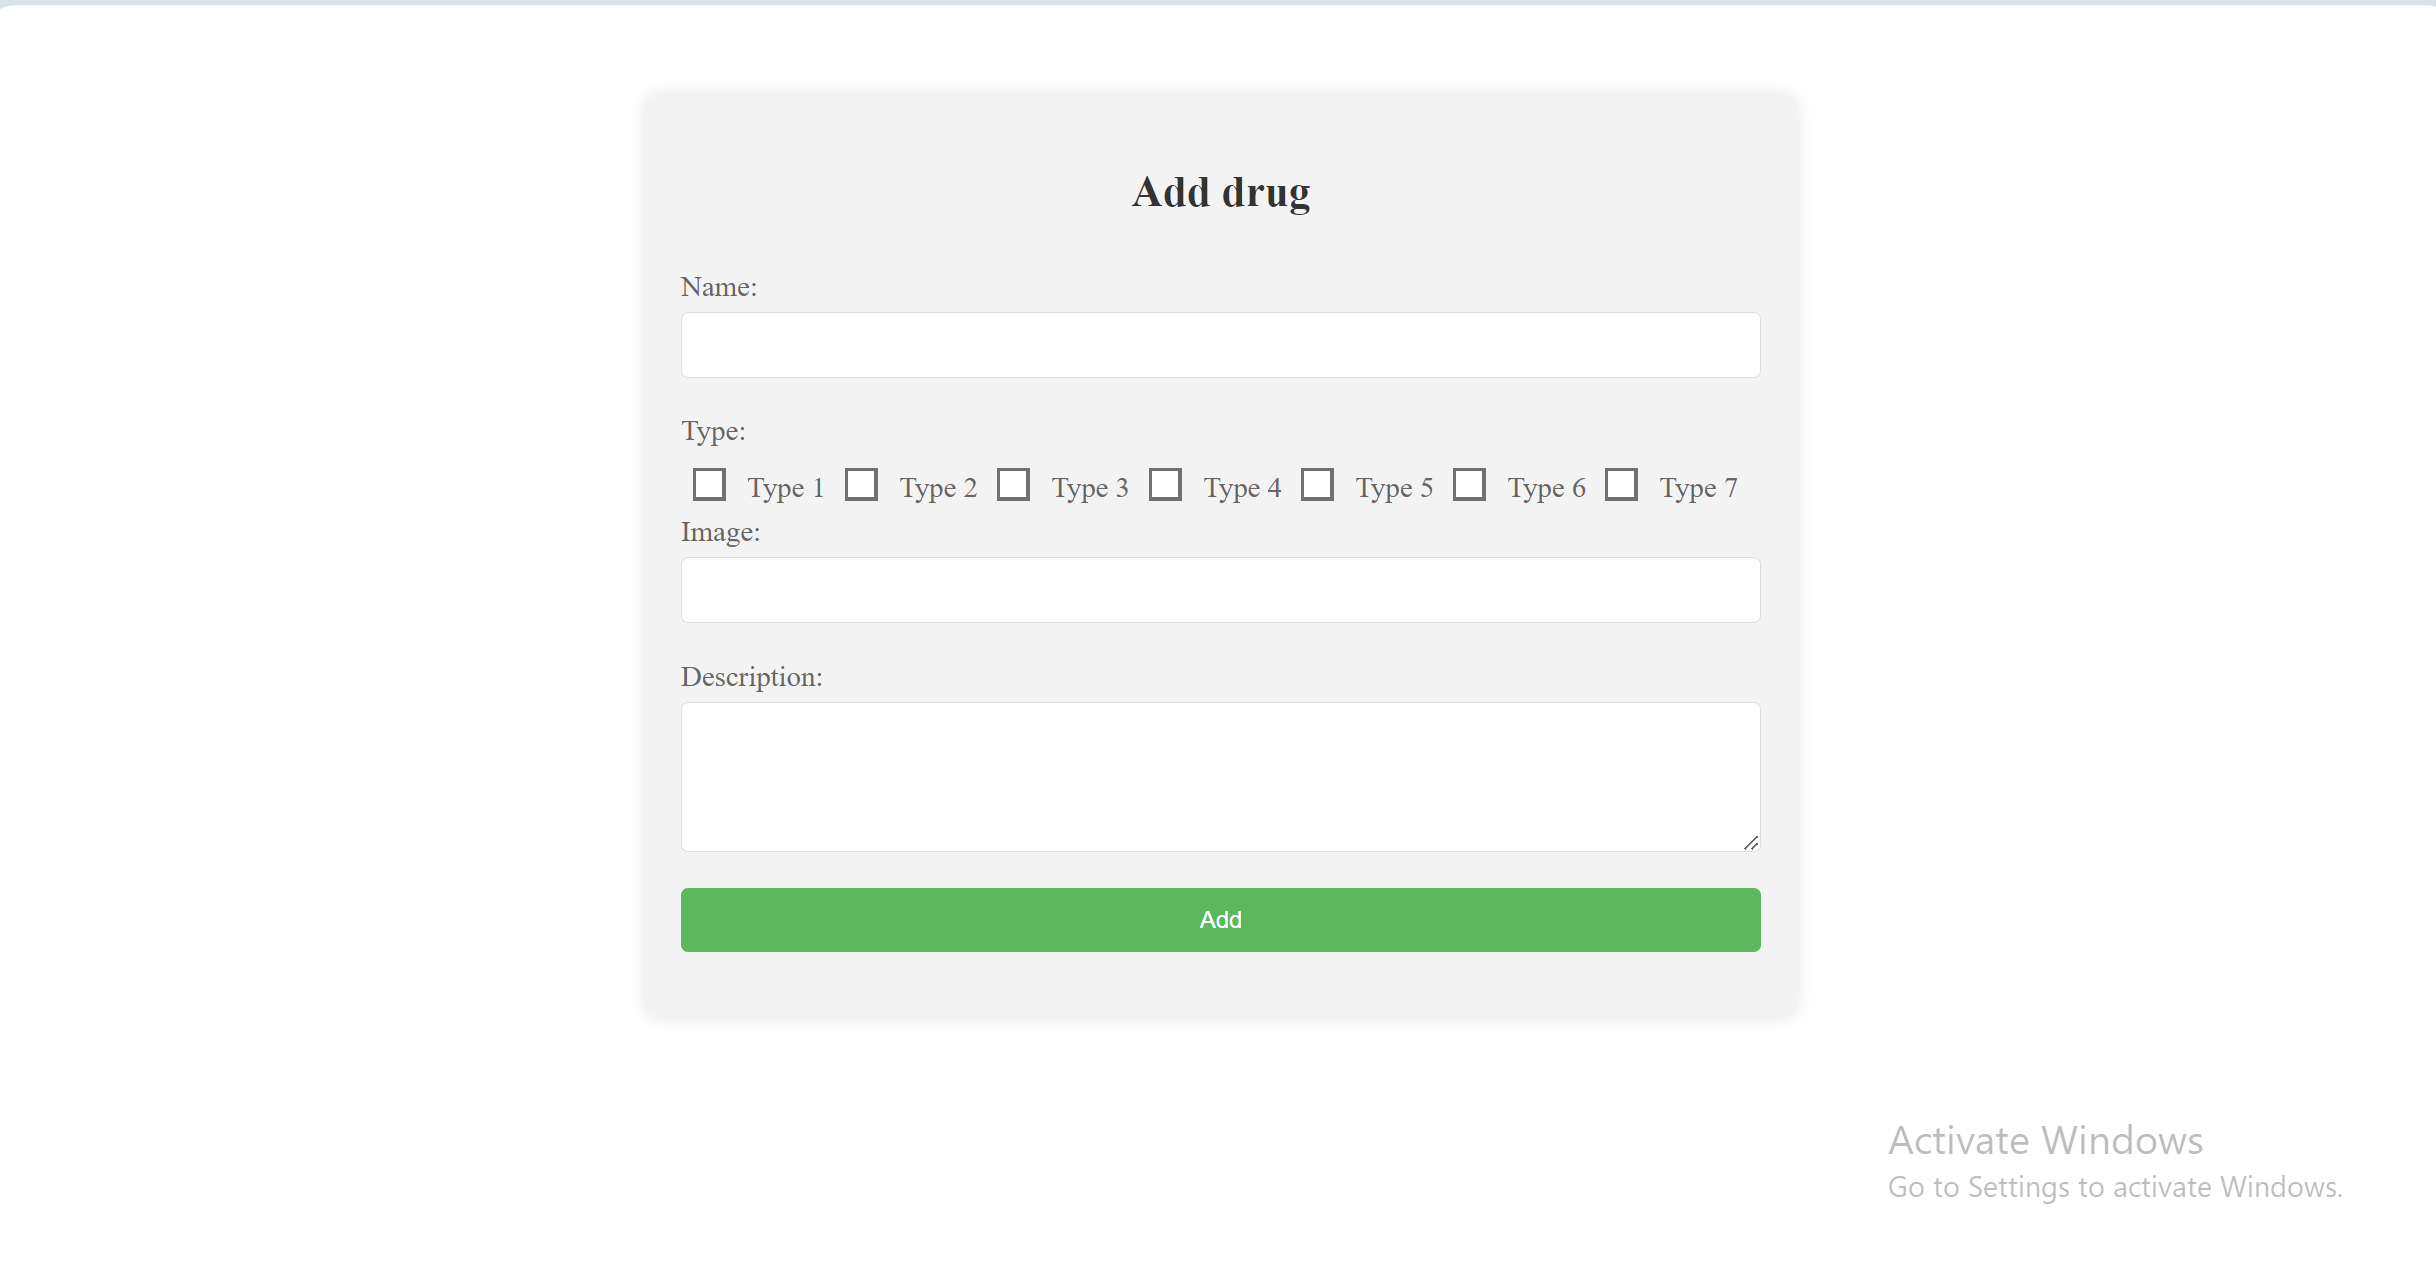 Add drug
Name:
Type:
Type 1 Type 2 Type 3 Type 4 Type 5 Type 6 Type 7
Image:
Description:
Add
Activate Windows
Go to Settings to activate Windows.